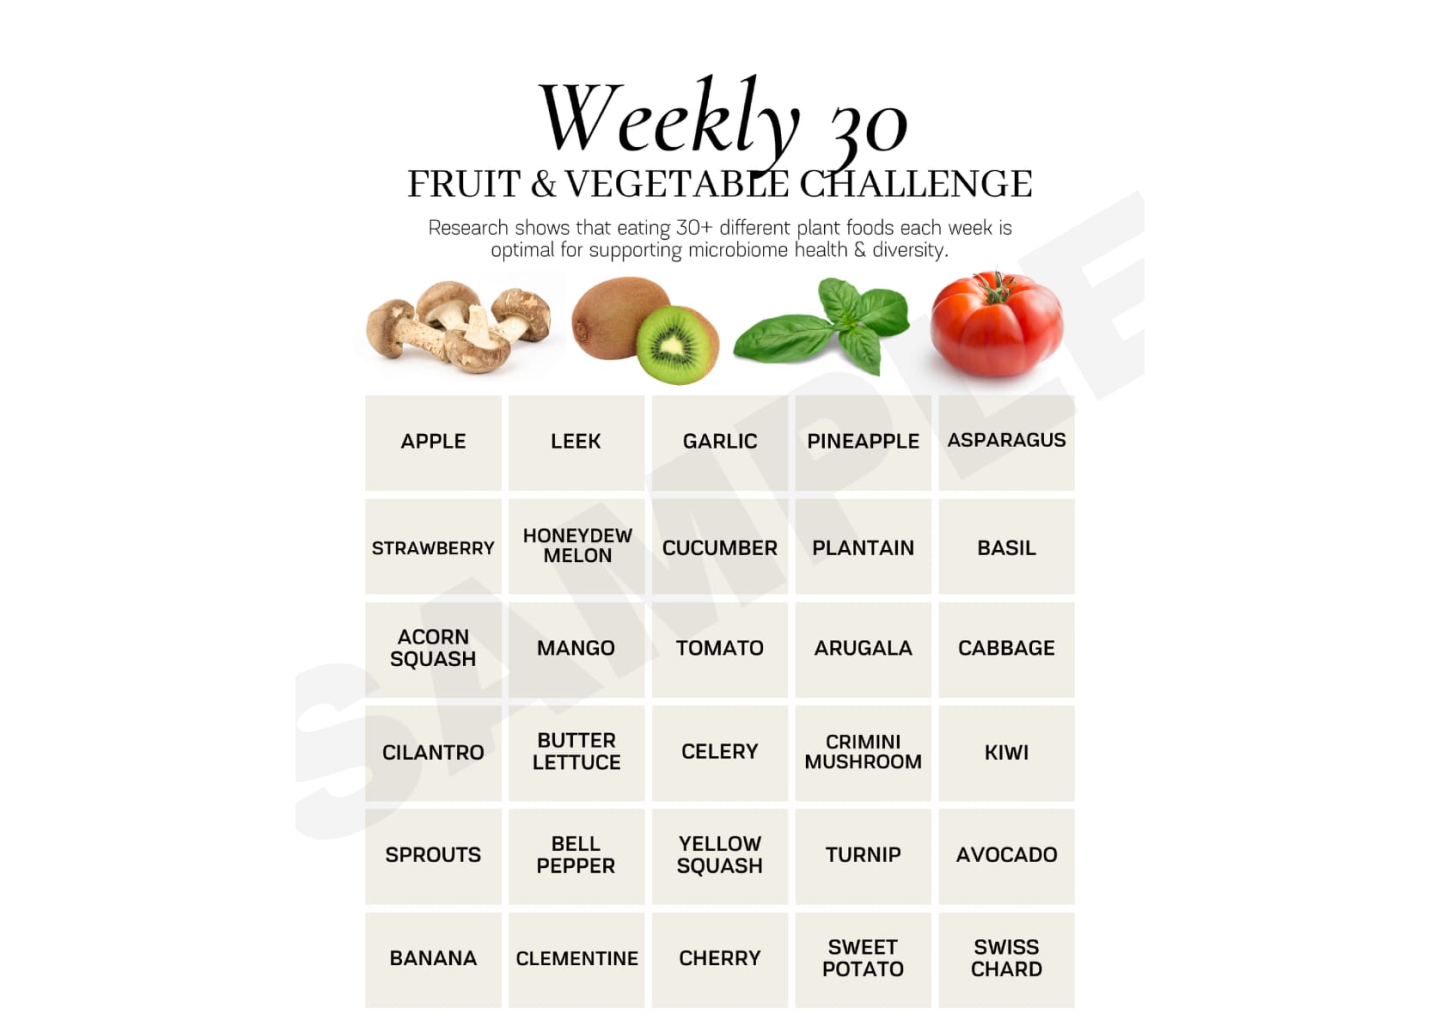 Weekly 30
FRUIT & VEGETABLE CHALLENGE
Research shows that eating 30+ different plant foods each week is
optimal for supporting microbiome health & diversity.
APPLE
LEEK
GARLIC
PINEAPPLE
ASPARAGUS
STRAWBERRY
HONEYDEW
MELON
CUCUMBER
PLANTAIN
BASIL
ACORN
SQUASH
MANGO
TOMATO
ARUGALA
CABBAGE
CILANTRO
BUTTER
LETTUCE
CELERY
CRIMINI
MUSHROOM
KIWI
SPROUTS
BELL
PEPPER
YELLOW
SQUASH
TURNIP
AVOCADO
BANANA
CLEMENTINE
CHERRY
SWEET
POTATO
SWISS
CHARD
SAMPLE